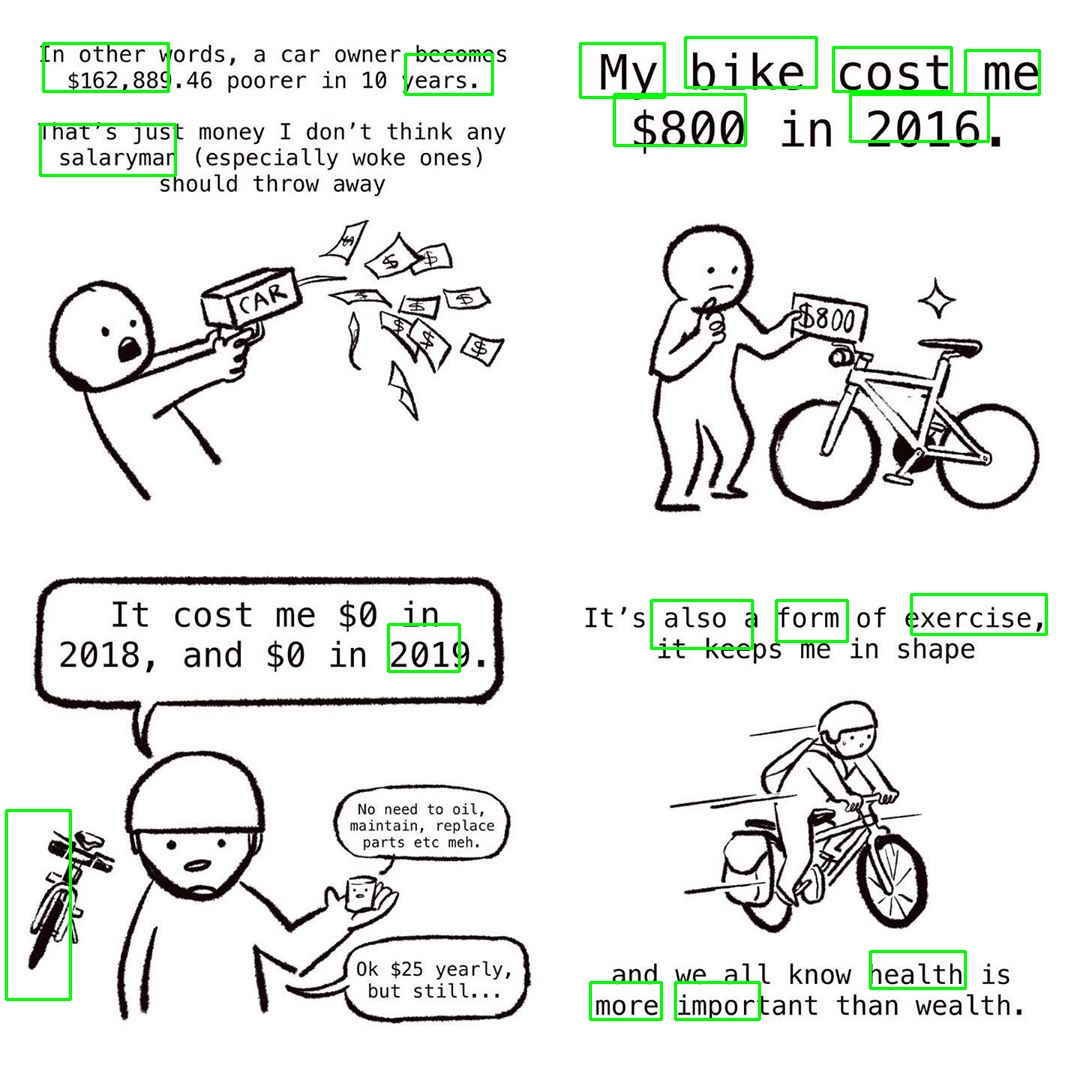 In other words, a car owner becomes
$162,889.46 poorer in 10 years.
That's just money I don't think any
salaryman (especially woke ones)
should throw away
$
$
$
$
$
$
$
$
$
CAR
My bike cost me
$800 in 2016.
$800
It cost me $0 in
2018, and $0 in 2019.
No need to oil,
maintain, replace
parts etc meh.
Ok $25 yearly,
but still...
It's also a form of exercise,
it keeps me in shape
and we all know health is
more important than wealth.